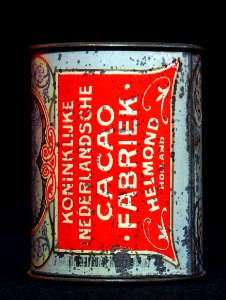 KONINKLIJKE
NEDERLANDSCHE
CACAO
· FABRIEK ·
HELMOND
HOLLAND